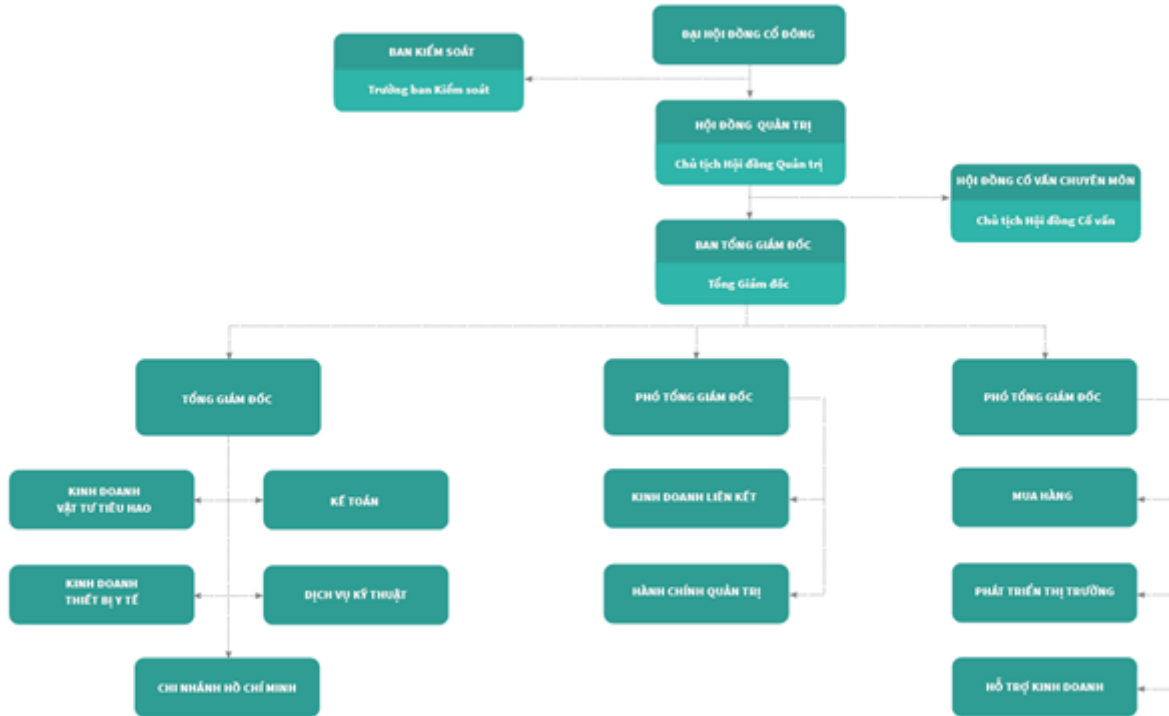 ĐẠI HỘI ĐỒNG CỔ ĐÔNG
BAN KIỂM SOÁT
Trưởng ban Kiểm soát
HỘI ĐỒNG QUẢN TRỊ
Chủ tịch Hội đồng Quản trị
HỘI ĐỒNG CỐ VẤN CHUYÊN MÔN
Chủ tịch Hội đồng Cố vấn
BAN TỔNG GIÁM ĐỐC
Tổng Giám đốc
TỔNG GIÁM ĐỐC
PHÓ TỔNG GIÁM ĐỐC
PHÓ TỔNG GIÁM ĐỐC
KINH DOANH
VẬT TƯ TIÊU HAO
KẾ TOÁN
KINH DOANH LIÊN KẾT
MUA HÀNG
KINH DOANH
THIẾT BỊ Y TẾ
DỊCH VỤ KỸ THUẬT
HÀNH CHÍNH QUẢN TRỊ
PHÁT TRIỂN THỊ TRƯỜNG
CHI NHÁNH HỒ CHÍ MINH
HỖ TRỢ KINH DOANH